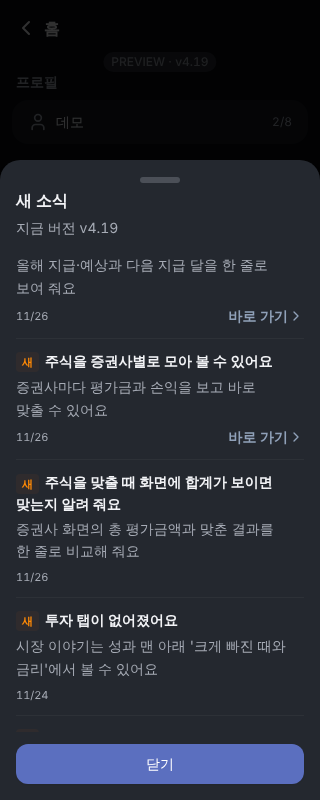 홈
PREVIEW · v4.19
프로필
데모 2/8
새 소식
지금 버전 v4.19
올해 지급·예상과 다음 지급 달을 한 줄로
보여 줘요
11/26 바로 가기
새 주식을 증권사별로 모아 볼 수 있어요
증권사마다 평가금과 손익을 보고 바로
맞출 수 있어요
11/26 바로 가기
새 주식을 맞출 때 화면에 합계가 보이면
맞는지 알려 줘요
증권사 화면의 총 평가금액과 맞춘 결과를
한 줄로 비교해 줘요
11/26
새 투자 탭이 없어졌어요
시장 이야기는 성과 맨 아래 '크게 빠진 때와
금리'에서 볼 수 있어요
11/24
닫기